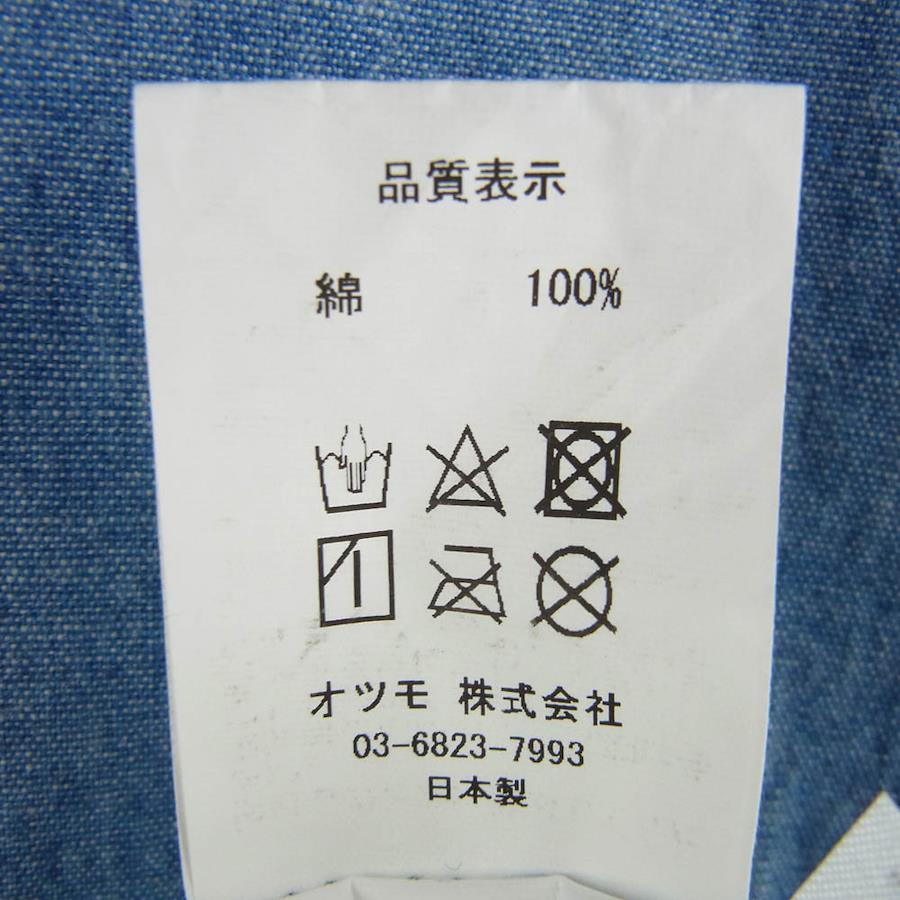 品質表示
綿 100%
オツモ 株式会社
03-6823-7993
日本製